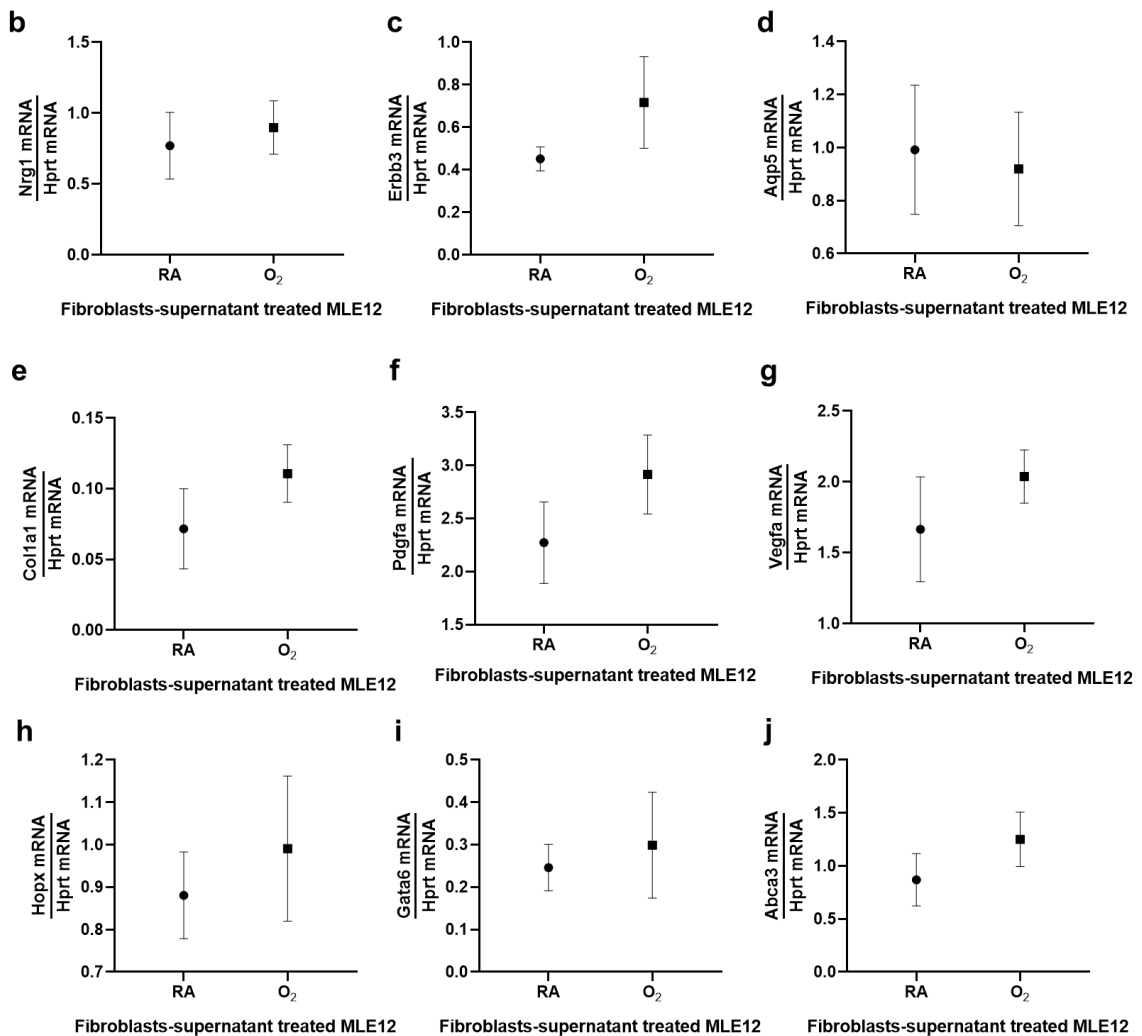 b
Nrg1 mRNA
Hprt mRNA
1.5
1.0
0.5
0.0
RA
O₂
Fibroblasts-supernatant treated MLE12
c
Erbb3 mRNA
Hprt mRNA
1.0
0.8
0.6
0.4
0.2
0.0
RA
O₂
Fibroblasts-supernatant treated MLE12
d
Aqp5 mRNA
Hprt mRNA
1.4
1.2
1.0
0.8
0.6
RA
O₂
Fibroblasts-supernatant treated MLE12
e
Col1a1 mRNA
Hprt mRNA
0.15
0.10
0.05
0.00
RA
O₂
Fibroblasts-supernatant treated MLE12
f
Pdgfa mRNA
Hprt mRNA
3.5
3.0
2.5
2.0
1.5
RA
O₂
Fibroblasts-supernatant treated MLE12
g
Vegfa mRNA
Hprt mRNA
2.5
2.0
1.5
1.0
RA
O₂
Fibroblasts-supernatant treated MLE12
h
Hopx mRNA
Hprt mRNA
1.2
1.1
1.0
0.9
0.8
0.7
RA
O₂
Fibroblasts-supernatant treated MLE12
i
Gata6 mRNA
Hprt mRNA
0.5
0.4
0.3
0.2
0.1
0.0
RA
O₂
Fibroblasts-supernatant treated MLE12
j
Abca3 mRNA
Hprt mRNA
2.0
1.5
1.0
0.5
0.0
RA
O₂
Fibroblasts-supernatant treated MLE12